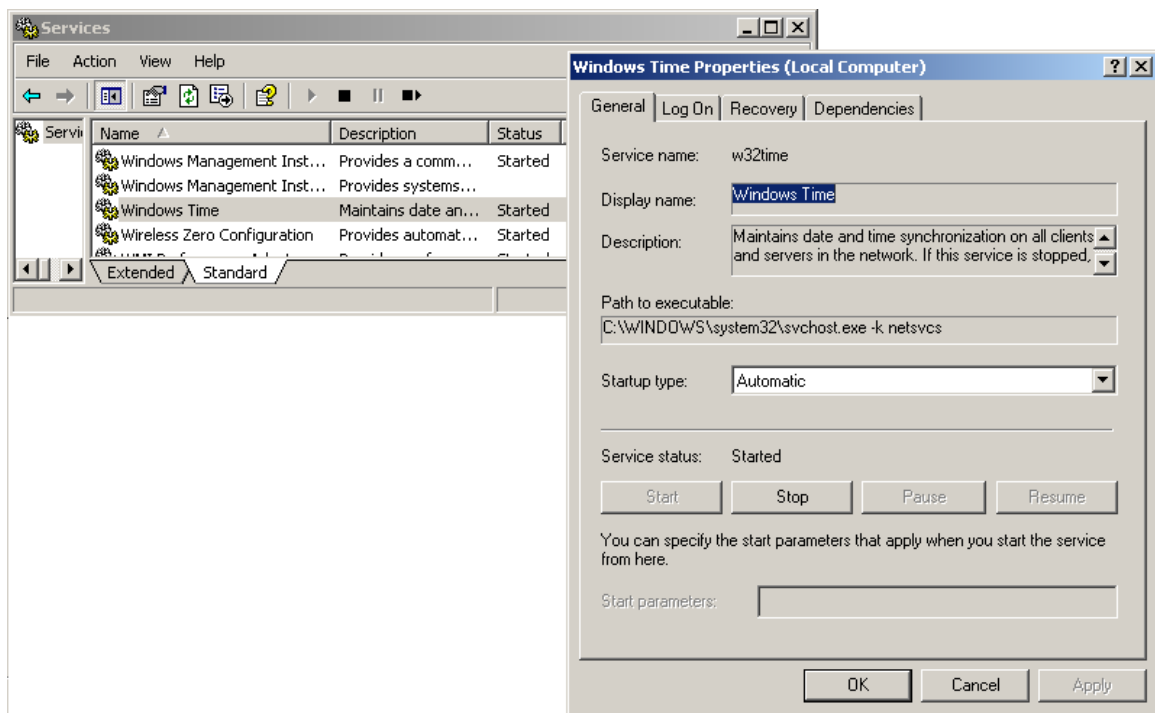 Services
File Action View Help
Servi
Name Description Status
Windows Management Inst... Provides a comm... Started
Windows Management Inst... Provides systems...
Windows Time Maintains date an... Started
Wireless Zero Configuration Provides automat... Started
Extended Standard
Windows Time Properties (Local Computer)
General Log On Recovery Dependencies
Service name: w32time
Display name: Windows Time
Description: Maintains date and time synchronization on all clients
and servers in the network. If this service is stopped,
Path to executable:
C:\WINDOWS\system32\svchost.exe -k netsvcs
Startup type: Automatic
Service status: Started
Start Stop Pause Resume
You can specify the start parameters that apply when you start the service
from here.
Start parameters:
OK Cancel Apply